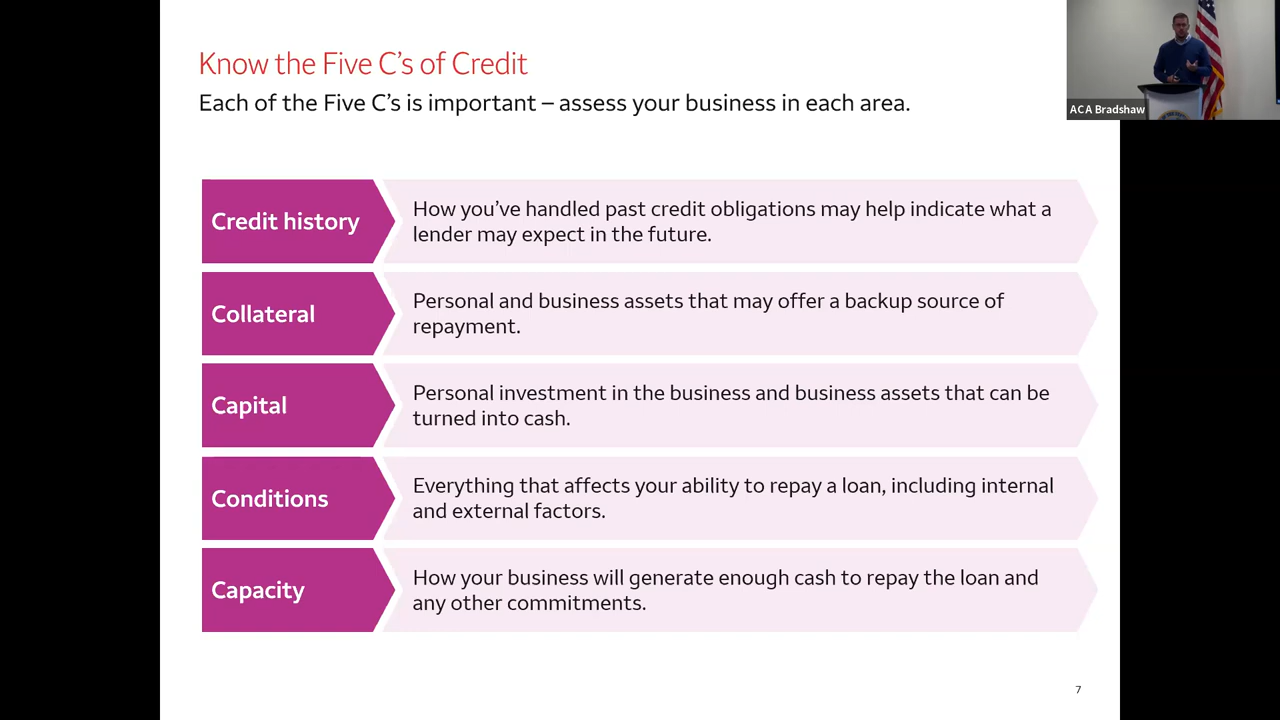 Know the Five C’s of Credit
Each of the Five C’s is important – assess your business in each area.
ACA Bradshaw
Credit history
How you’ve handled past credit obligations may help indicate what a
lender may expect in the future.
Collateral
Personal and business assets that may offer a backup source of
repayment.
Capital
Personal investment in the business and business assets that can be
turned into cash.
Conditions
Everything that affects your ability to repay a loan, including internal
and external factors.
Capacity
How your business will generate enough cash to repay the loan and
any other commitments.
7